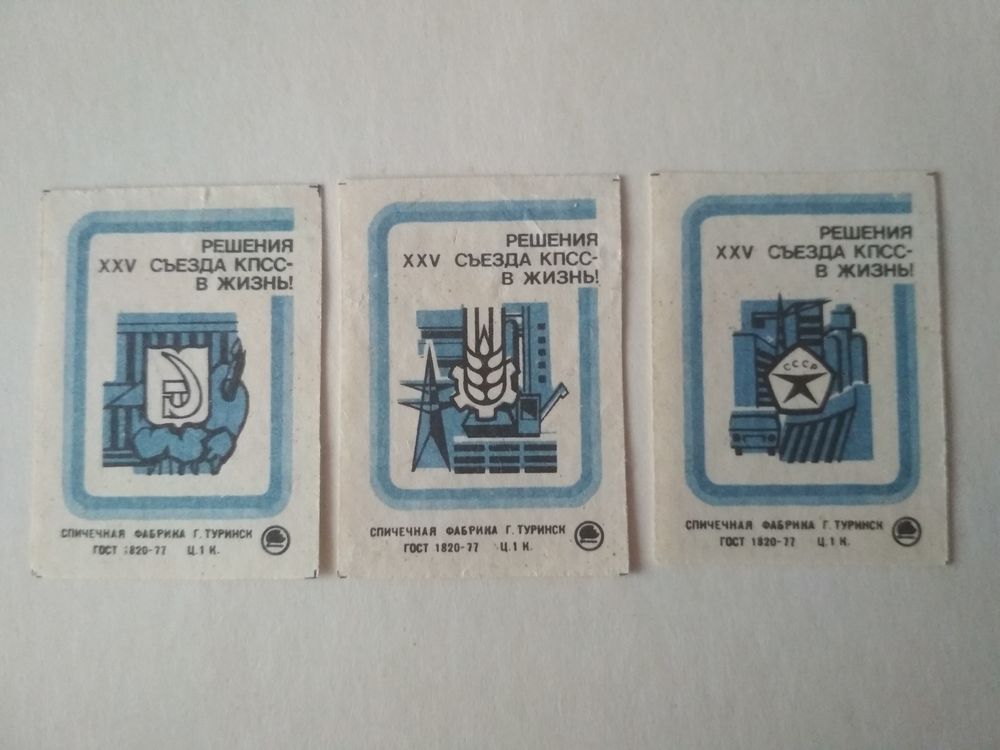 РЕШЕНИЯ
XXV СЪЕЗДА КПСС-
В ЖИЗНЬ!
СПИЧЕЧНАЯ ФАБРИКА Г. ТУРИНСК
ГОСТ 1820-77 Ц.1 К.
РЕШЕНИЯ
XXV СЪЕЗДА КПСС-
В ЖИЗНЬ!
СПИЧЕЧНАЯ ФАБРИКА Г. ТУРИНСК
ГОСТ 1820-77 Ц.1 К.
РЕШЕНИЯ
XXV СЪЕЗДА КПСС-
В ЖИЗНЬ!
СССР
СПИЧЕЧНАЯ ФАБРИКА Г. ТУРИНСК
ГОСТ 1820-77 Ц.1 К.